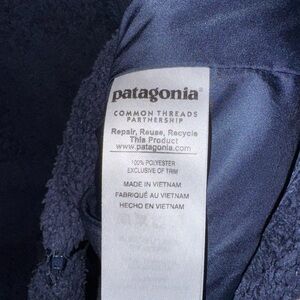 patagonia®
COMMON THREADS
PARTNERSHIP
Repair, Reuse, Recycle
This Product
www.patagonia.com
100% POLYESTER
EXCLUSIVE OF TRIM
MADE IN VIETNAM
FABRIQUÉ AU VIETNAM
HECHO EN VIETNAM